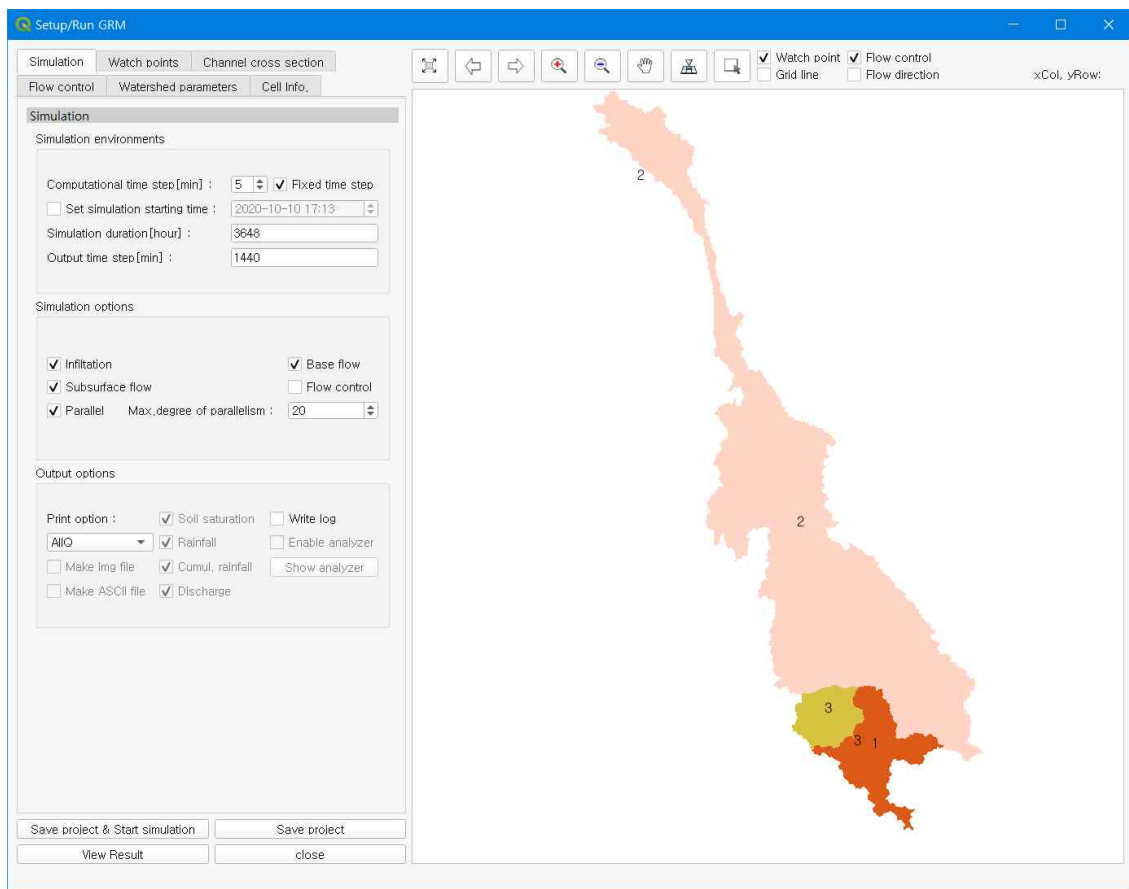 Setup/Run GRM
Simulation Watch points Channel cross section
Flow control Watershed parameters Cell Info.
Simulation
Simulation environments
Computational time step[min] : 5 Fixed time step
Set simulation starting time : 2020-10-10 17:13
Simulation duration[hour] : 3648
Output time step[min] : 1440
Simulation options
Infiltation Base flow
Subsurface flow Flow control
Parallel Max.degree of parallelism : 20
Output options
Print option : Soil saturation Write log
AllQ Rainfall Enable analyzer
Make Img file Cumul. rainfall Show analyzer
Make ASCII file Discharge
Save project & Start simulation Save project
View Result close
Watch point Flow control
Grid line Flow direction xCol, yRow:
2
2
3
3 1